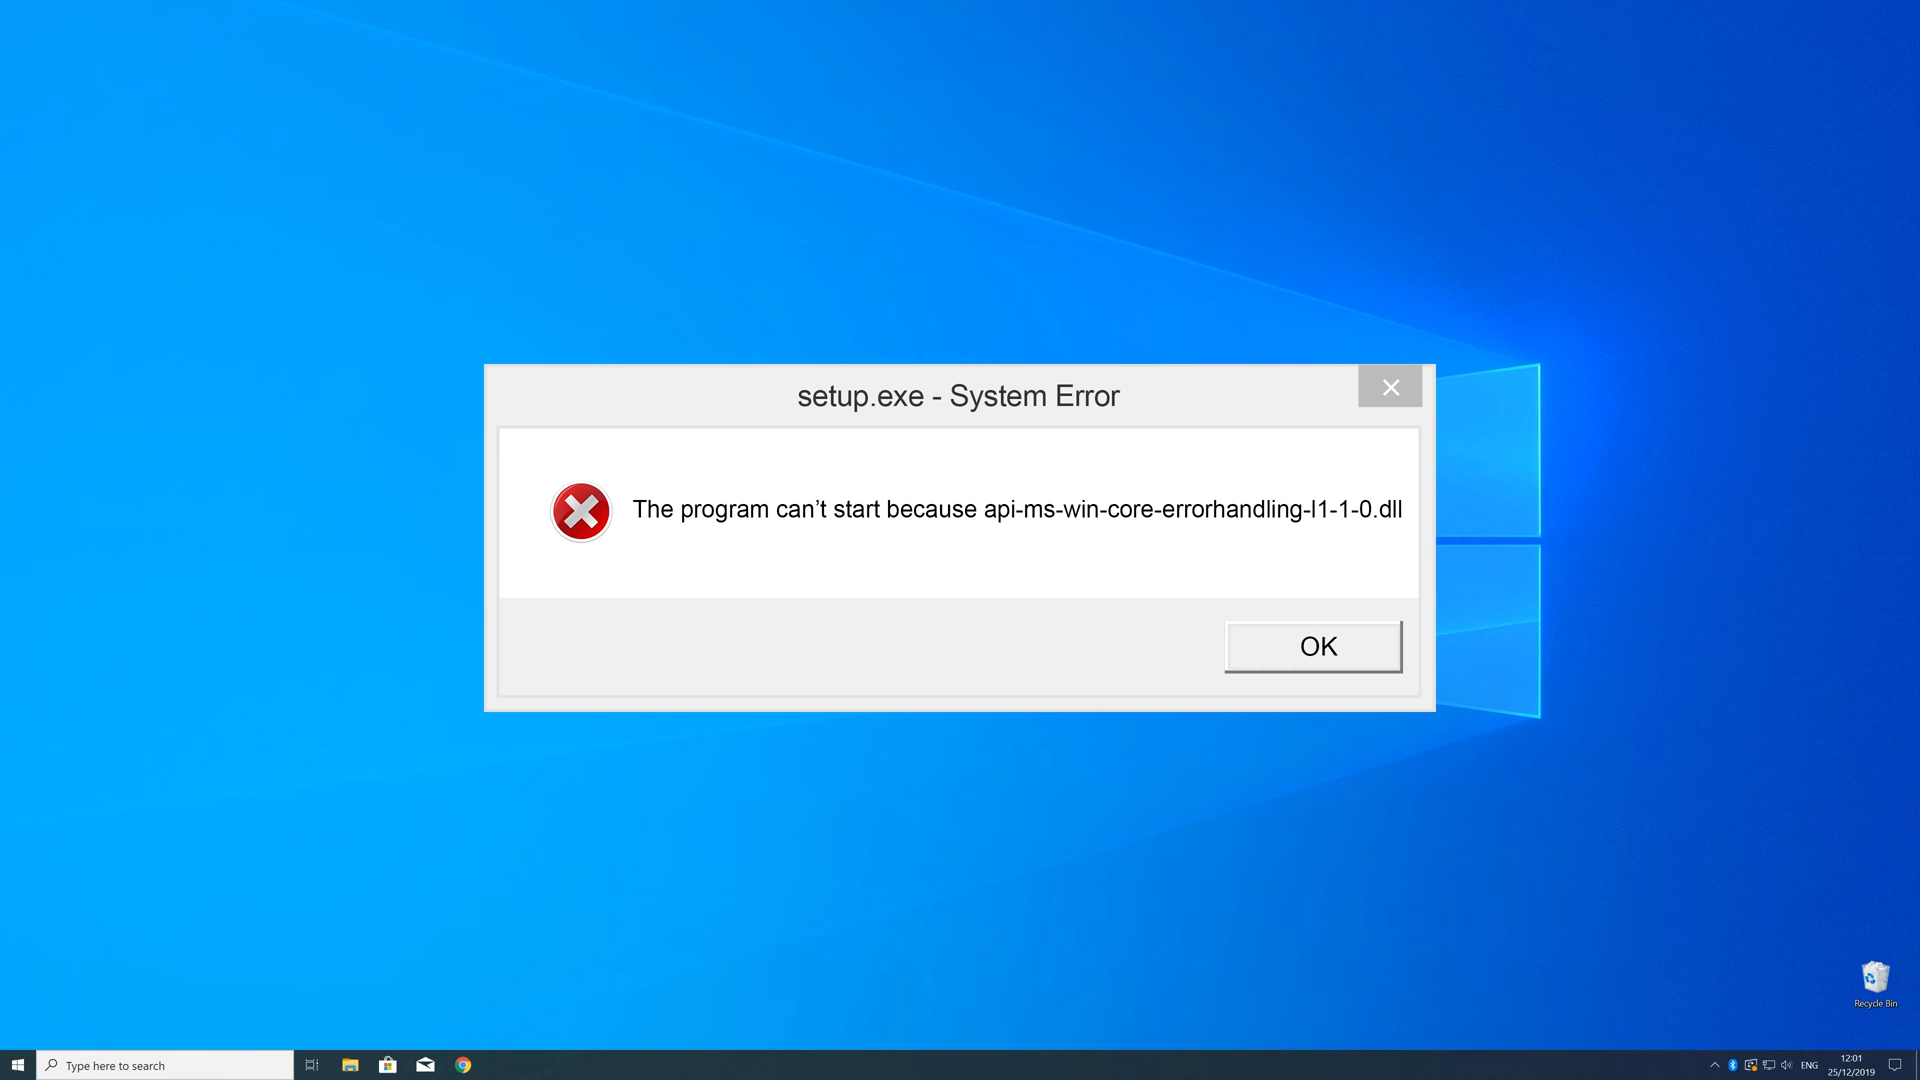 setup.exe - System Error
The program can’t start because api-ms-win-core-errorhandling-l1-1-0.dll
OK
Recycle Bin
Type here to search
ENG
12:01
25/12/2019